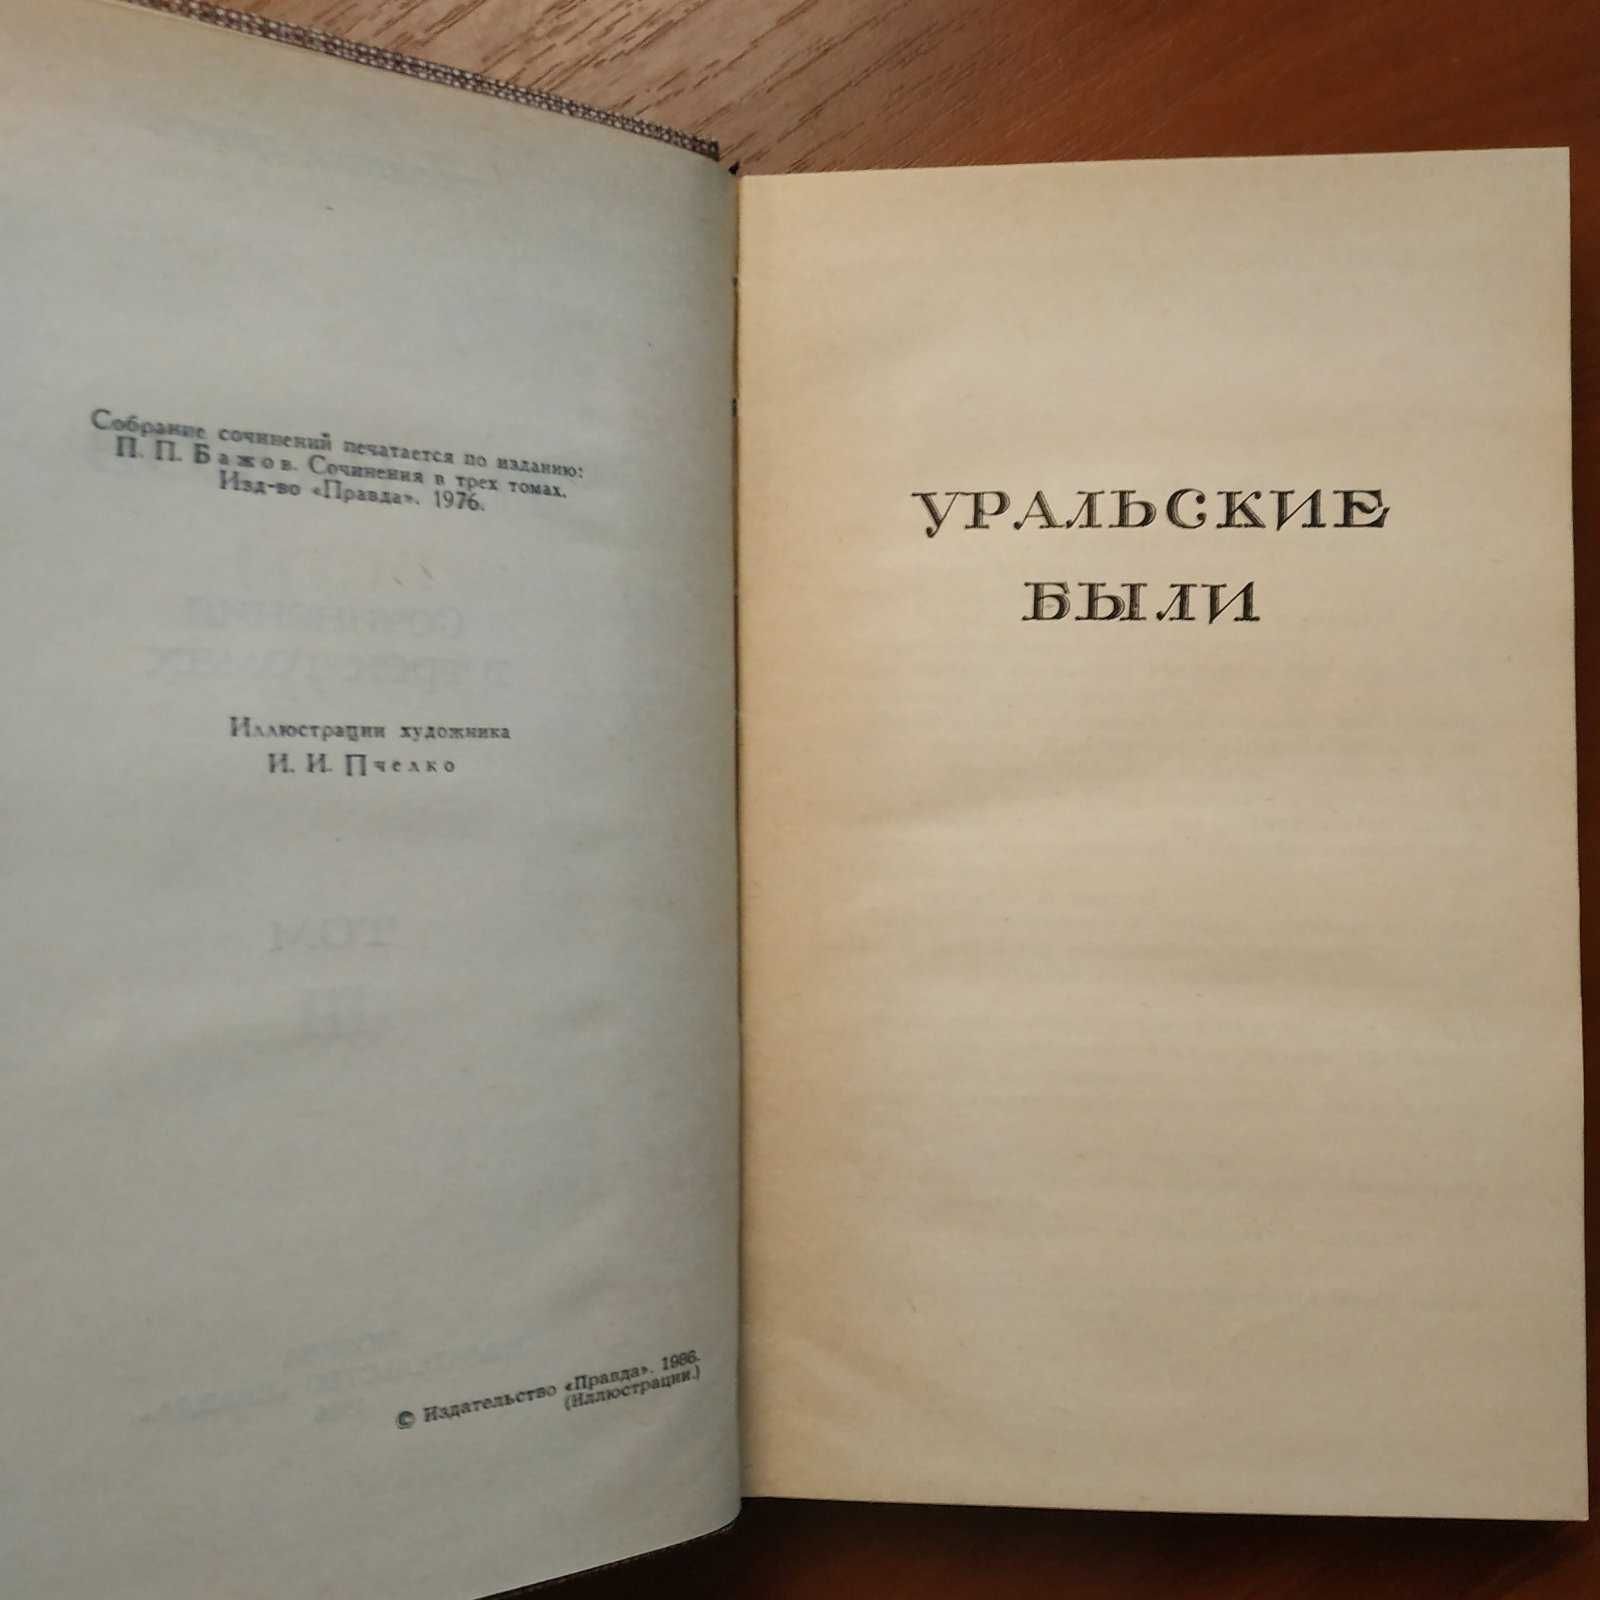 Собрание сочинений печатается по изданию:
П. П. Бажов. Сочинения в трех томах.
Изд-во «Правда». 1976.
Иллюстрации художника
И. И. Пчелко
© Издательство «Правда». 1986.
(Иллюстрации.)
УРАЛЬСКИЕ
БЫЛИ